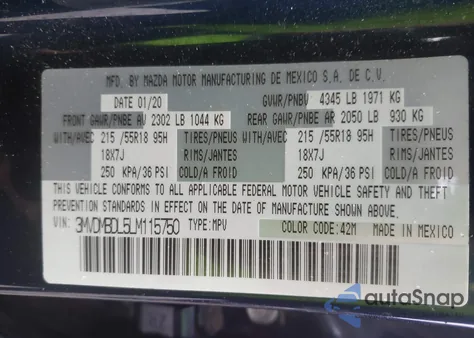 MFD. BY MAZDA MOTOR MANUFACTURING DE MEXICO S.A. DE C.V.
DATE 01/20 GVWR/PNBV 4345 LB 1971 KG
FRONT GAWR/PNBE AV 2302 LB 1044 KG REAR GAWR/PNBE AR 2050 LB 930 KG
WITH/AVEC 215 /55R18 95H TIRES/PNEUS WITH/AVEC 215 /55R18 95H TIRES/PNEUS
18X7J RIMS/JANTES 18X7J RIMS/JANTES
250 KPA/36 PSI COLD/A FROID 250 KPA/36 PSI COLD/A FROID
THIS VEHICLE CONFORMS TO ALL APPLICABLE FEDERAL MOTOR VEHICLE SAFETY AND THEFT
PREVENTION STANDARDS IN EFFECT ON THE DATE OF MANUFACTURE SHOWN ABOVE.
VIN: 3MVDMBDL5LM115750 TYPE:MPV COLOR CODE:42M MADE IN MEXICO
autoSnap